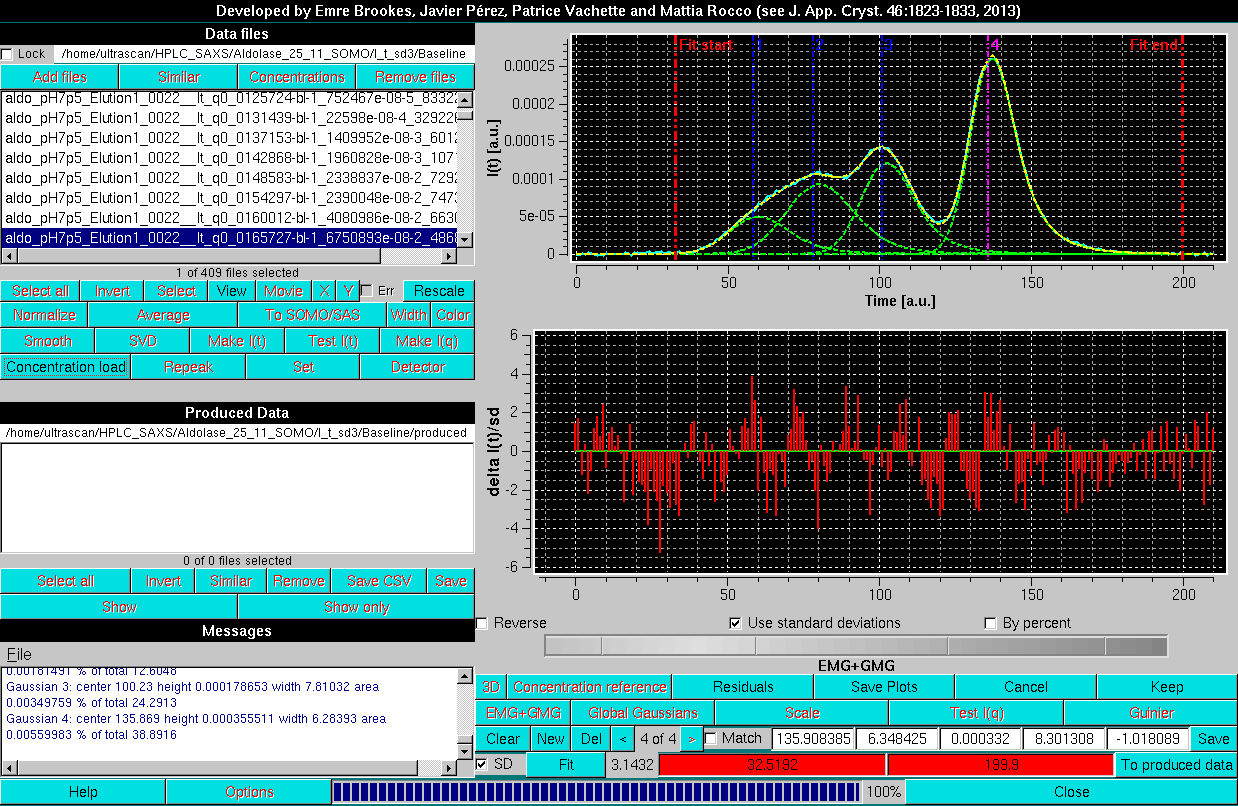 Developed by Emre Brookes, Javier Pérez, Patrice Vachette and Mattia Rocco (see J. App. Cryst. 46:1823-1833, 2013)
Data files
Lock /home/ultrascan/HPLC_SAXS/Aldolase_25_11_SOMO/I_t_sd3/Baseline
Add files Similar Concentrations Remove files
aldo_pH7p5_Elution1_0022__It_q0_0125724-bl-1_752467e-08-5_8332
aldo_pH7p5_Elution1_0022__It_q0_0131439-bl-1_22598e-08-4_32922
aldo_pH7p5_Elution1_0022__It_q0_0137153-bl-1_1409952e-08-3_601
aldo_pH7p5_Elution1_0022__It_q0_0142868-bl-1_1960828e-08-3_107
aldo_pH7p5_Elution1_0022__It_q0_0148583-bl-1_2338837e-08-2_729
aldo_pH7p5_Elution1_0022__It_q0_0154297-bl-1_2390048e-08-2_747
aldo_pH7p5_Elution1_0022__It_q0_0160012-bl-1_4080986e-08-2_663
aldo_pH7p5_Elution1_0022__It_q0_0165727-bl-1_6750893e-08-2_486
1 of 409 files selected
Select all Invert Select View Movie X Y Err Rescale
Normalize Average To SOMO/SAS Width Color
Smooth SVD Make I(t) Test I(t) Make I(q)
Concentration load Repeak Set Detector
Produced Data
/home/ultrascan/HPLC_SAXS/Aldolase_25_11_SOMO/I_t_sd3/Baseline/produced
0 of 0 files selected
Select all Invert Similar Remove Save CSV Save
Show Show only
Messages
File
0.00181491 % of total 12.6048
Gaussian 3: center 100.23 height 0.000178653 width 7.81032 area
0.00349759 % of total 24.2913
Gaussian 4: center 135.869 height 0.000355511 width 6.28393 area
0.00559983 % of total 38.8916
Help Options 100% Close
Fit start 1 2 3 4 Fit end
I(t) [a.u.]
0.00025
0.0002
0.00015
0.0001
5e-05
0
0 50 100 150 200
Time [a.u.]
delta I(t)/sd
6
4
2
0
-2
-4
-6
0 50 100 150 200
Reverse Use standard deviations By percent
EMG+GMG
3D Concentration reference Residuals Save Plots Cancel Keep
EMG+GMG Global Gaussians Scale Test I(q) Guinier
Clear New Del < 4 of 4 > Match 135.908385 6.348425 0.000332 8.301308 -1.018089 Save
SD Fit 3.1432 32.5192 199.9 To produced data